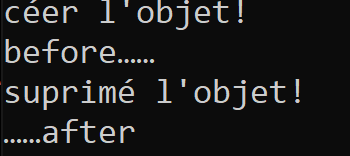 céer l'objet!
before……
suprimé l'objet!
……after